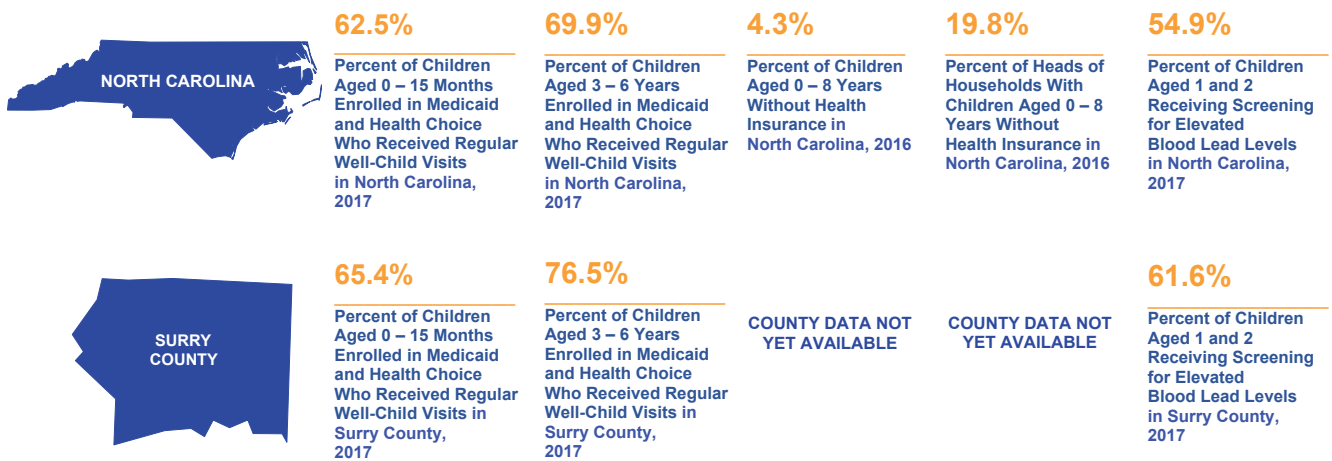 NORTH CAROLINA
62.5%
Percent of Children
Aged 0 – 15 Months
Enrolled in Medicaid
and Health Choice
Who Received Regular
Well-Child Visits
in North Carolina,
2017
69.9%
Percent of Children
Aged 3 – 6 Years
Enrolled in Medicaid
and Health Choice
Who Received Regular
Well-Child Visits
in North Carolina,
2017
4.3%
Percent of Children
Aged 0 – 8 Years
Without Health
Insurance in
North Carolina, 2016
19.8%
Percent of Heads of
Households With
Children Aged 0 – 8
Years Without
Health Insurance in
North Carolina, 2016
54.9%
Percent of Children
Aged 1 and 2
Receiving Screening
for Elevated
Blood Lead Levels
in North Carolina,
2017
SURRY
COUNTY
65.4%
Percent of Children
Aged 0 – 15 Months
Enrolled in Medicaid
and Health Choice
Who Received Regular
Well-Child Visits in
Surry County,
2017
76.5%
Percent of Children
Aged 3 – 6 Years
Enrolled in Medicaid
and Health Choice
Who Received Regular
Well-Child Visits in
Surry County,
2017
COUNTY DATA NOT
YET AVAILABLE
COUNTY DATA NOT
YET AVAILABLE
61.6%
Percent of Children
Aged 1 and 2
Receiving Screening
for Elevated
Blood Lead Levels
in Surry County,
2017